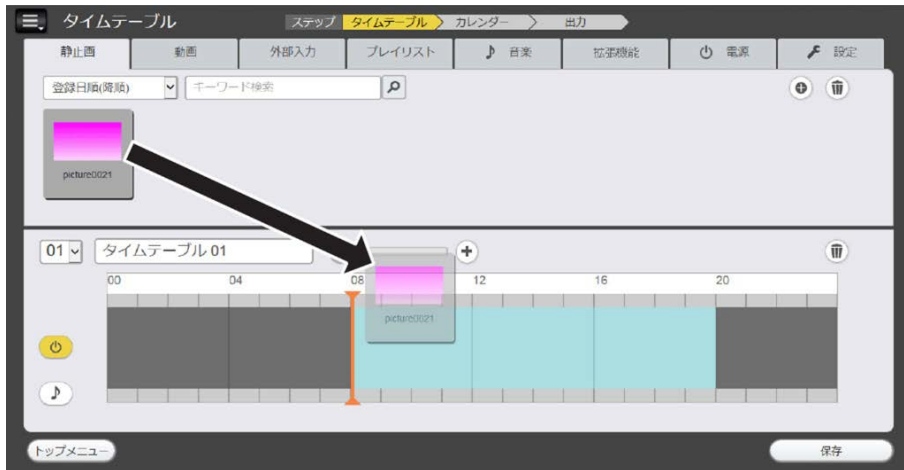 タイムテーブル ステップ タイムテーブル カレンダー 出力
静止画 動画 外部入力 プレイリスト 音楽 拡張機能 電源 設定
登録日順(降順) キーワード検索
picture0021
01 タイムテーブル 01
00 04 08 12 16 20
picture0021
トップメニュー 保存